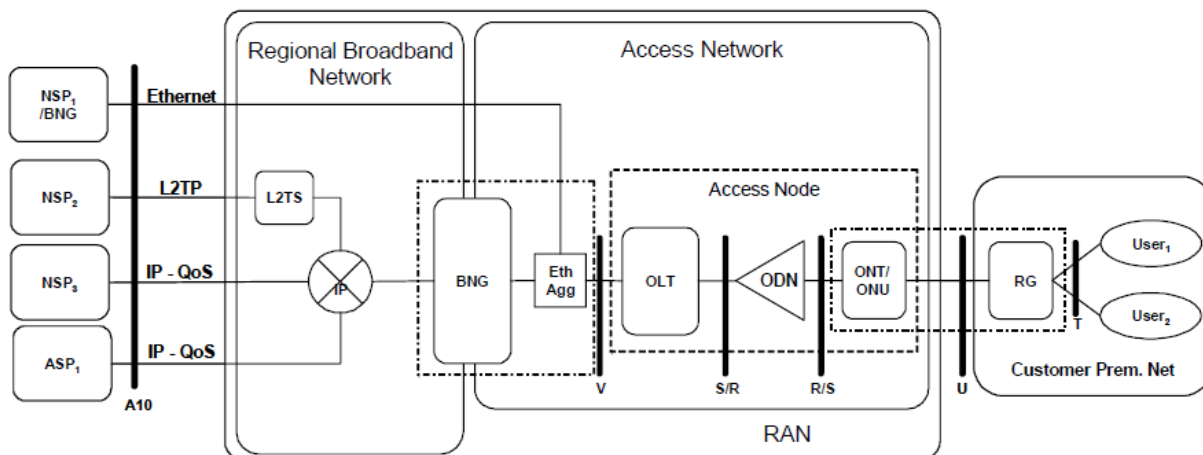 Regional Broadband
Network
Access Network
NSP₁
/BNG
Ethernet
NSP₂
L2TP
L2TS
Access Node
NSP₃
IP - QoS
IP
BNG
Eth
Agg
OLT
ODN
ONT/
ONU
RG
User₁
User₂
T
ASP₁
IP - QoS
Customer Prem. Net
A10
V
S/R
R/S
U
RAN